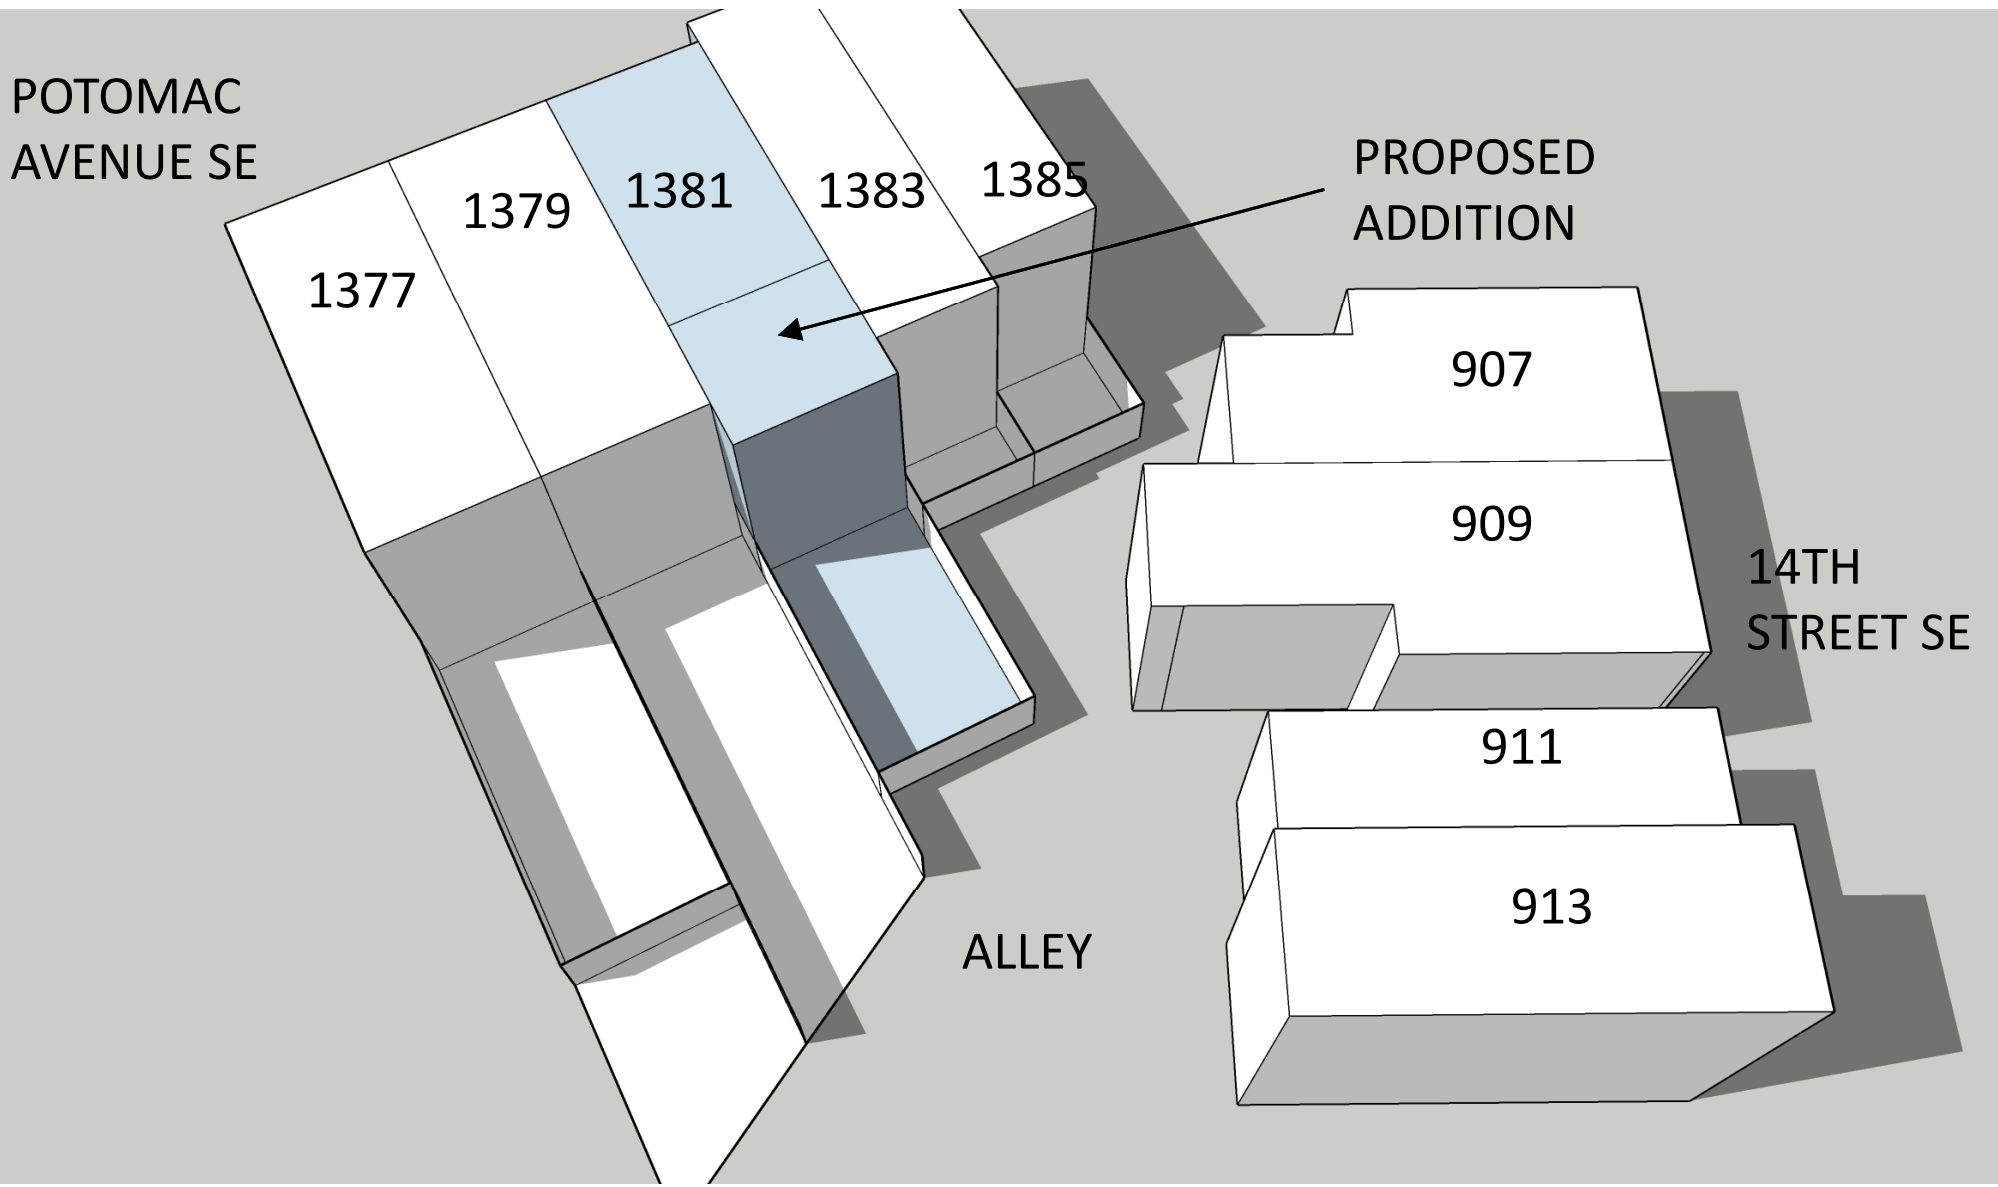 POTOMAC
AVENUE SE
1377
1379
1381
1383
1385
PROPOSED
ADDITION
907
909
14TH
STREET SE
911
913
ALLEY